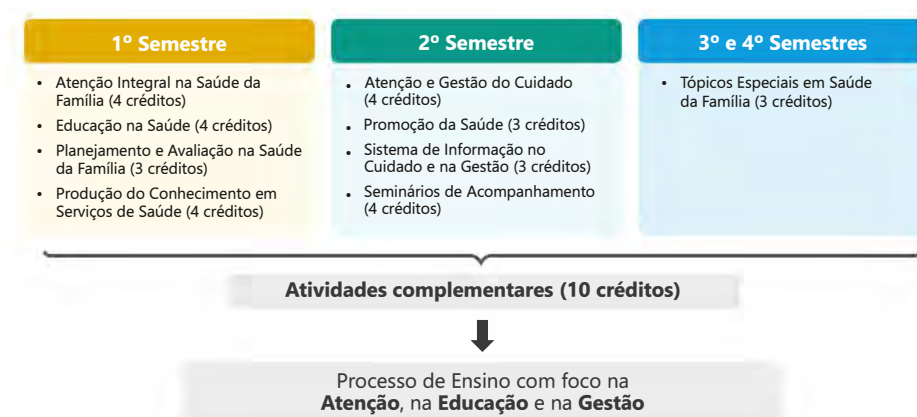 1º Semestre
• Atenção Integral na Saúde da
Família (4 créditos)
• Educação na Saúde (4 créditos)
• Planejamento e Avaliação na Saúde
da Família (3 créditos)
• Produção do Conhecimento em
Serviços de Saúde (4 créditos)
2º Semestre
• Atenção e Gestão do Cuidado
(4 créditos)
• Promoção da Saúde (3 créditos)
• Sistema de Informação no
Cuidado e na Gestão (3 créditos)
• Seminários de Acompanhamento
(4 créditos)
3º e 4º Semestres
• Tópicos Especiais em Saúde
da Família (3 créditos)
Atividades complementares (10 créditos)
Processo de Ensino com foco na
Atenção, na Educação e na Gestão